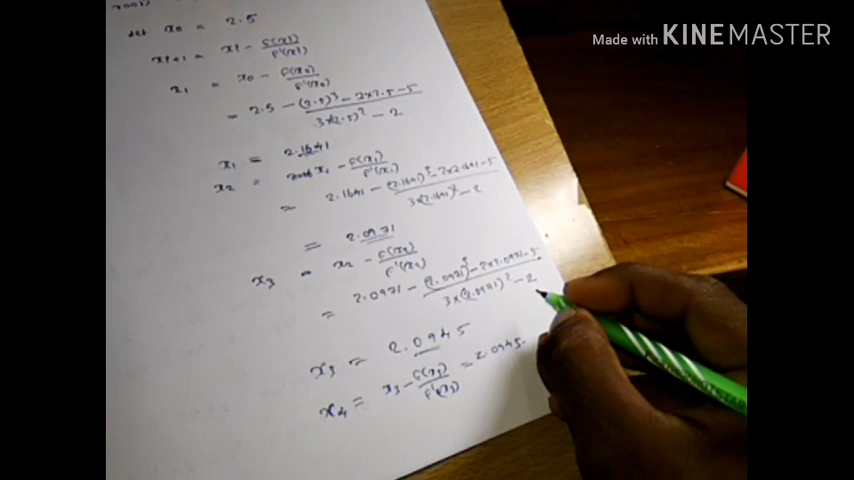 Made with KINEMASTER
let x0 = 2.5
xi+1 = xi - f(xi)/f'(xi)
x1 = x0 - f(x0)/f'(x0)
= 2.5 - (2.5)^3 - 2×2.5 - 5 / 3×(2.5)^2 - 2
x1 = 2.1641
x2 = x1 - f(x1)/f'(x1)
= 2.1641 - (2.1641)^3 - 2×2.1641 - 5 / 3×(2.1641)^2 - 2
= 2.0971
x3 = x2 - f(x2)/f'(x2)
= 2.0971 - (2.0971)^3 - 2×2.0971 - 5 / 3×(2.0971)^2 - 2
x3 = 2.0945
x4 = x3 - f(x3)/f'(x3) = 2.0945.